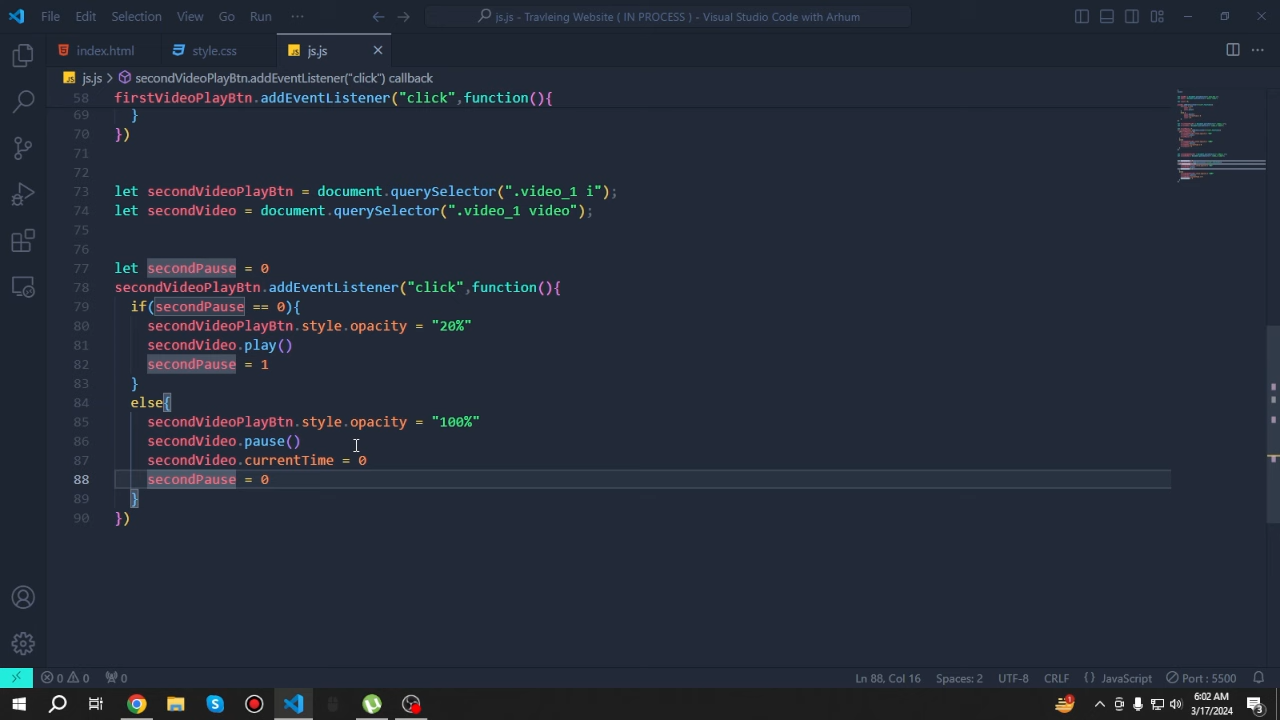 File Edit Selection View Go Run ··· js.js - Travleing Website ( IN PROCESS ) - Visual Studio Code with Arhum
index.html style.css js.js
js.js > secondVideoPlayBtn.addEventListener("click") callback
58 firstVideoPlayBtn.addEventListener("click",function(){
69 }
70 })
71
72
73 let secondVideoPlayBtn = document.querySelector(".video_1 i");
74 let secondVideo = document.querySelector(".video_1 video");
75
76
77 let secondPause = 0
78 secondVideoPlayBtn.addEventListener("click",function(){
79 if(secondPause == 0){
80 secondVideoPlayBtn.style.opacity = "20%"
81 secondVideo.play()
82 secondPause = 1
83 }
84 else{
85 secondVideoPlayBtn.style.opacity = "100%"
86 secondVideo.pause()
87 secondVideo.currentTime = 0
88 secondPause = 0
89 }
90 })
0 0 0 Ln 88, Col 16 Spaces: 2 UTF-8 CRLF {} JavaScript Port : 5500
6:02 AM
3/17/2024
3